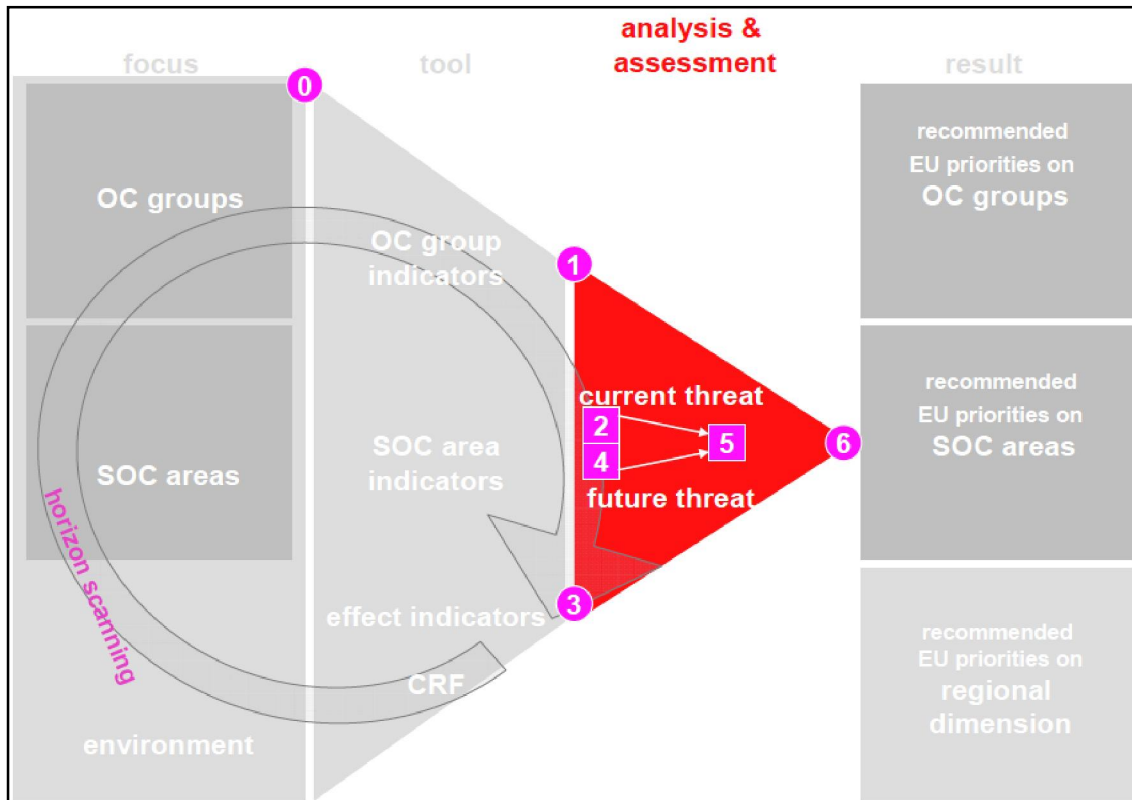 focus
tool
analysis &
assessment
result
0
OC groups
OC group
indicators
1
recommended
EU priorities on
OC groups
SOC areas
SOC area
indicators
current threat
2
4
5
6
future threat
recommended
EU priorities on
SOC areas
horizon scanning
effect indicators
3
CRF
environment
recommended
EU priorities on
regional
dimension